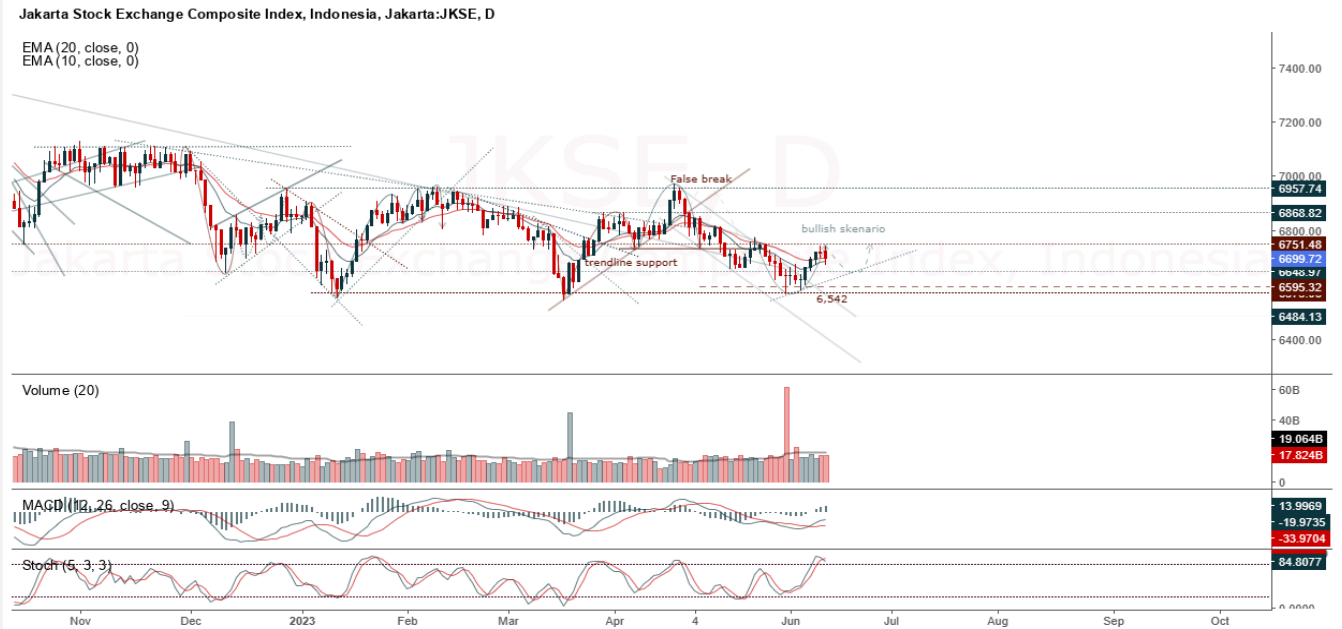 Jakarta Stock Exchange Composite Index, Indonesia, Jakarta:JKSE, D
EMA (20, close, 0)
EMA (10, close, 0)
7400.00
7200.00
JKSE, D
False break
7000.00
6957.74
6868.82
bullish skenario
6800.00
6751.48
trendline support
6699.72
6648.97
6595.32
6,542
6484.13
6400.00
Volume (20)
60B
40B
19.064B
17.824B
0
MACD (12, 26, close, 9)
13.9969
-19.9735
-33.9704
Stoch (5, 3, 3)
84.8077
0.0000
Nov Dec 2023 Feb Mar Apr 4 Jun Jul Aug Sep Oct